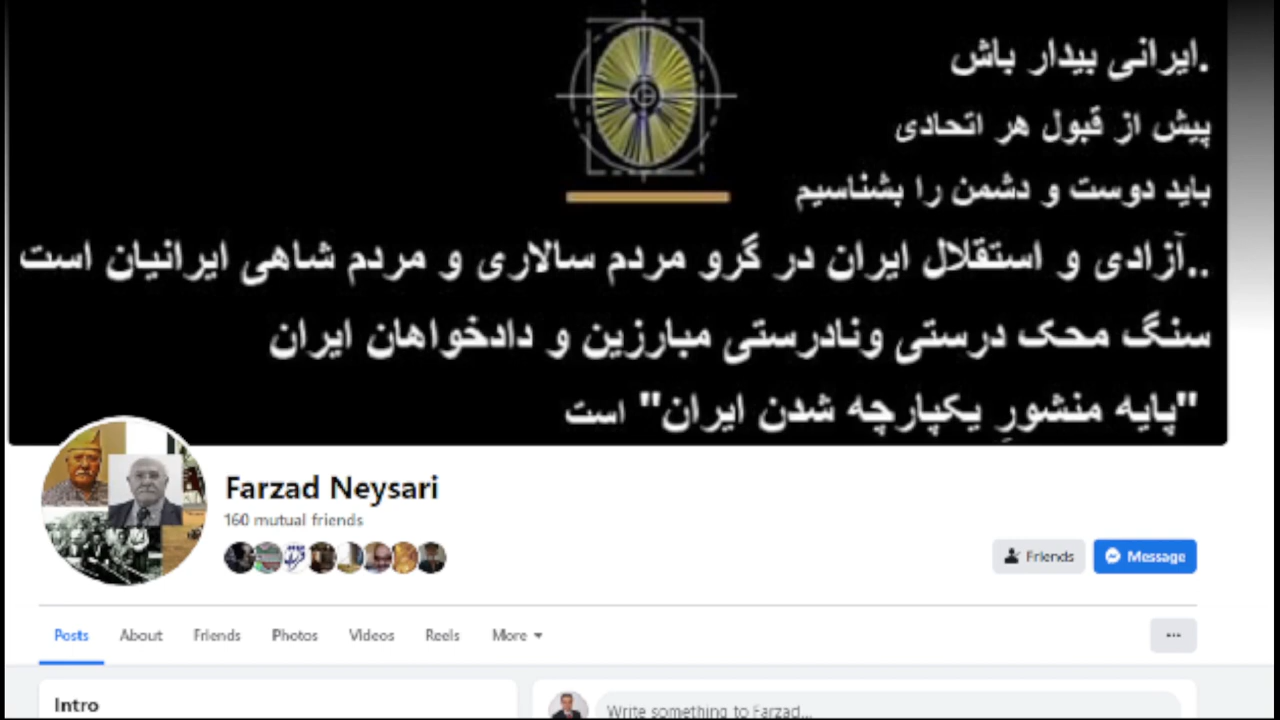 .ایرانی بیدار باش
پیش از قبول هر اتحادی
باید دوست و دشمن را بشناسیم
..آزادی و استقلال ایران در گرو مردم سالاری و مردم شاهی ایرانیان است
سنگ محک درستی ونادرستی مبارزین و دادخواهان ایران
"پایه منشورِ یکپارچه شدن ایران" است
Farzad Neysari
160 mutual friends
Friends
Message
Posts
About
Friends
Photos
Videos
Reels
More
Intro
Write something to Farzad...